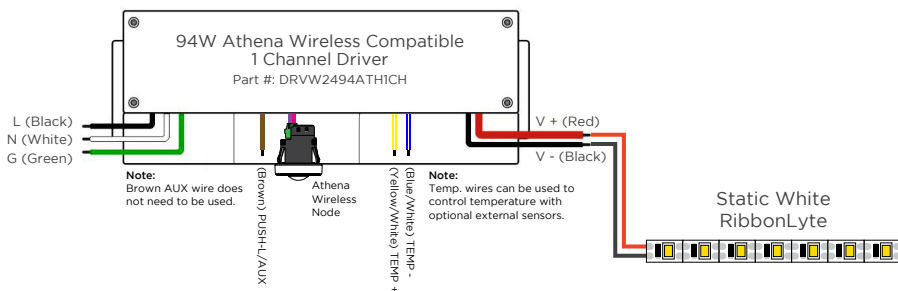 94W Athena Wireless Compatible
1 Channel Driver
Part #: DRVW2494ATH1CH
L (Black)
N (White)
G (Green)
V + (Red)
V - (Black)
Note:
Brown AUX wire does
not need to be used.
(Brown) PUSH-L/AUX
Athena
Wireless
Node
(Yellow/White) TEMP +
(Blue/White) TEMP -
Note:
Temp. wires can be used to
control temperature with
optional external sensors.
Static White
RibbonLyte